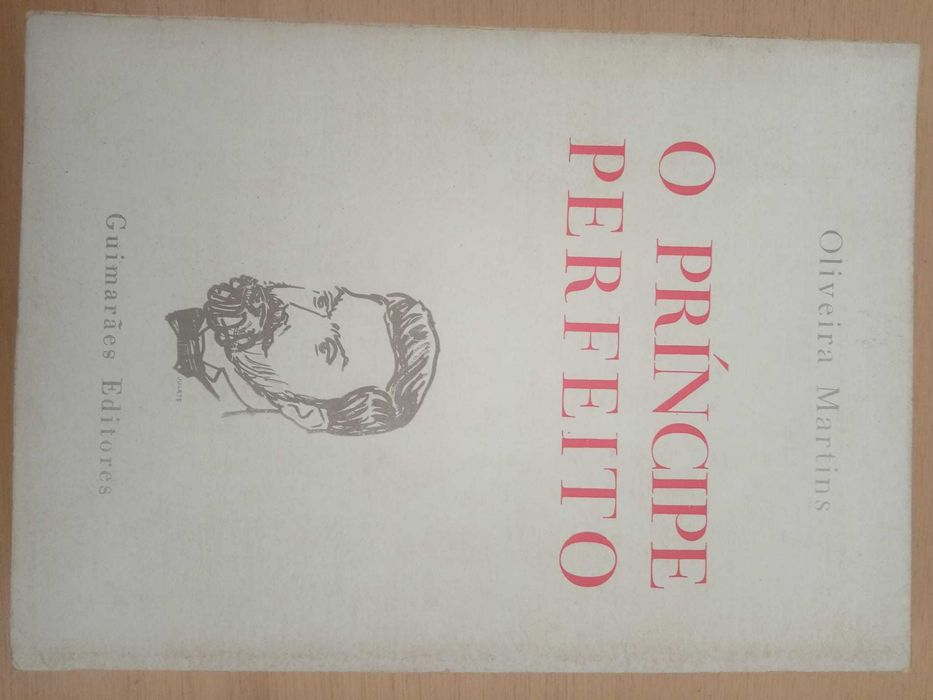 Oliveira Martins
O PRÍNCIPE
PERFEITO
Guimarães Editores